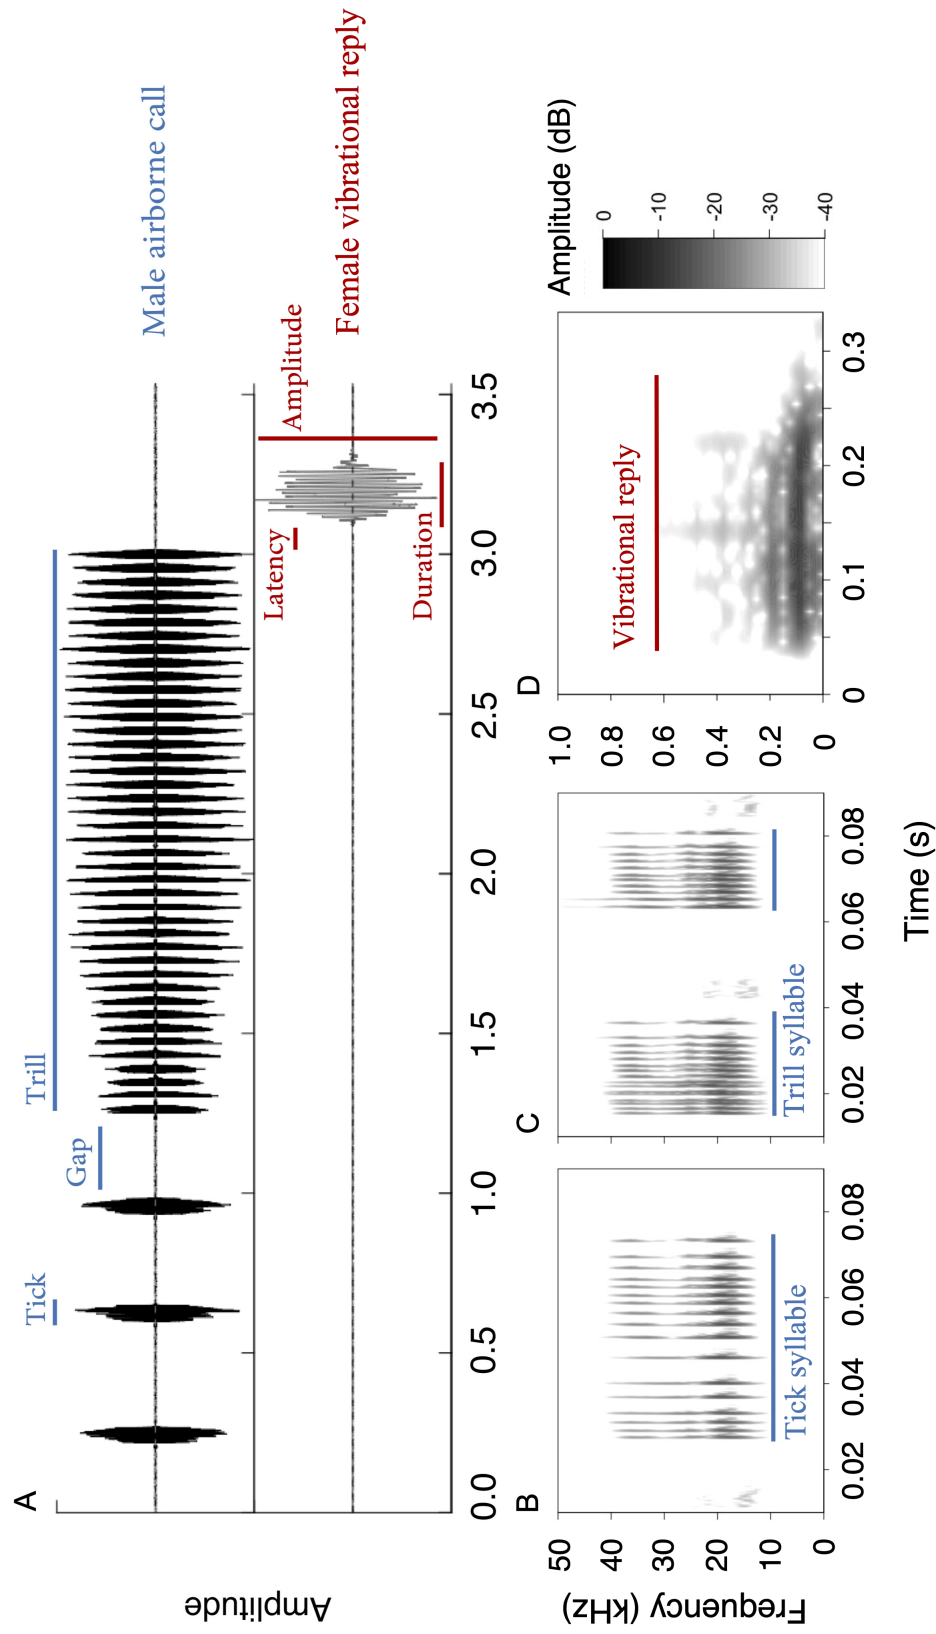 A
Tick
Gap
Trill
Male airborne call
Amplitude
Latency
Duration
Amplitude
Female vibrational reply
0.0 0.5 1.0 1.5 2.0 2.5 3.0 3.5
B
Frequency (kHz)
50
40
30
20
10
0
Tick syllable
0.02 0.04 0.06 0.08
C
Trill syllable
0.02 0.04 0.06 0.08
D
1.0
0.8
0.6
0.4
0.2
0
Vibrational reply
0 0.1 0.2 0.3
Time (s)
Amplitude (dB)
0
-10
-20
-30
-40